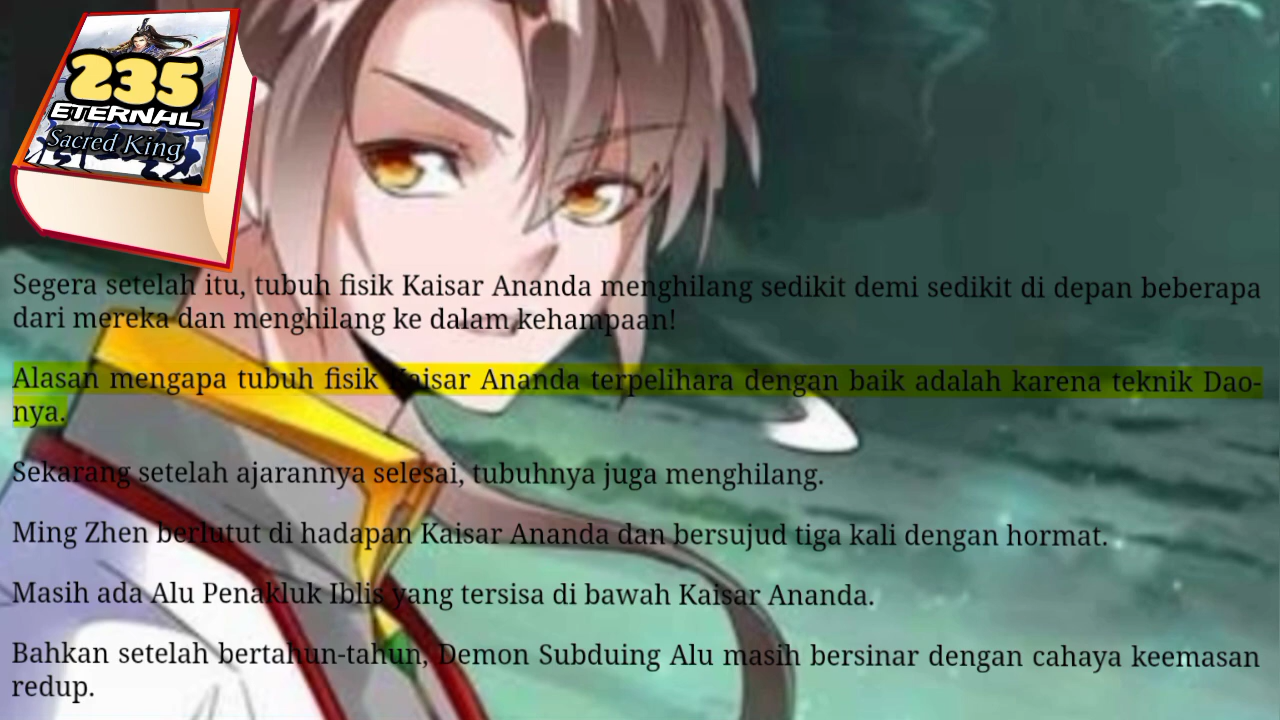 235
ETERNAL
Sacred King
Segera setelah itu, tubuh fisik Kaisar Ananda menghilang sedikit demi sedikit di depan beberapa
dari mereka dan menghilang ke dalam kehampaan!
Alasan mengapa tubuh fisik Kaisar Ananda terpelihara dengan baik adalah karena teknik Dao-
nya.
Sekarang setelah ajarannya selesai, tubuhnya juga menghilang.
Ming Zhen berlutut di hadapan Kaisar Ananda dan bersujud tiga kali dengan hormat.
Masih ada Alu Penakluk Iblis yang tersisa di bawah Kaisar Ananda.
Bahkan setelah bertahun-tahun, Demon Subduing Alu masih bersinar dengan cahaya keemasan
redup.